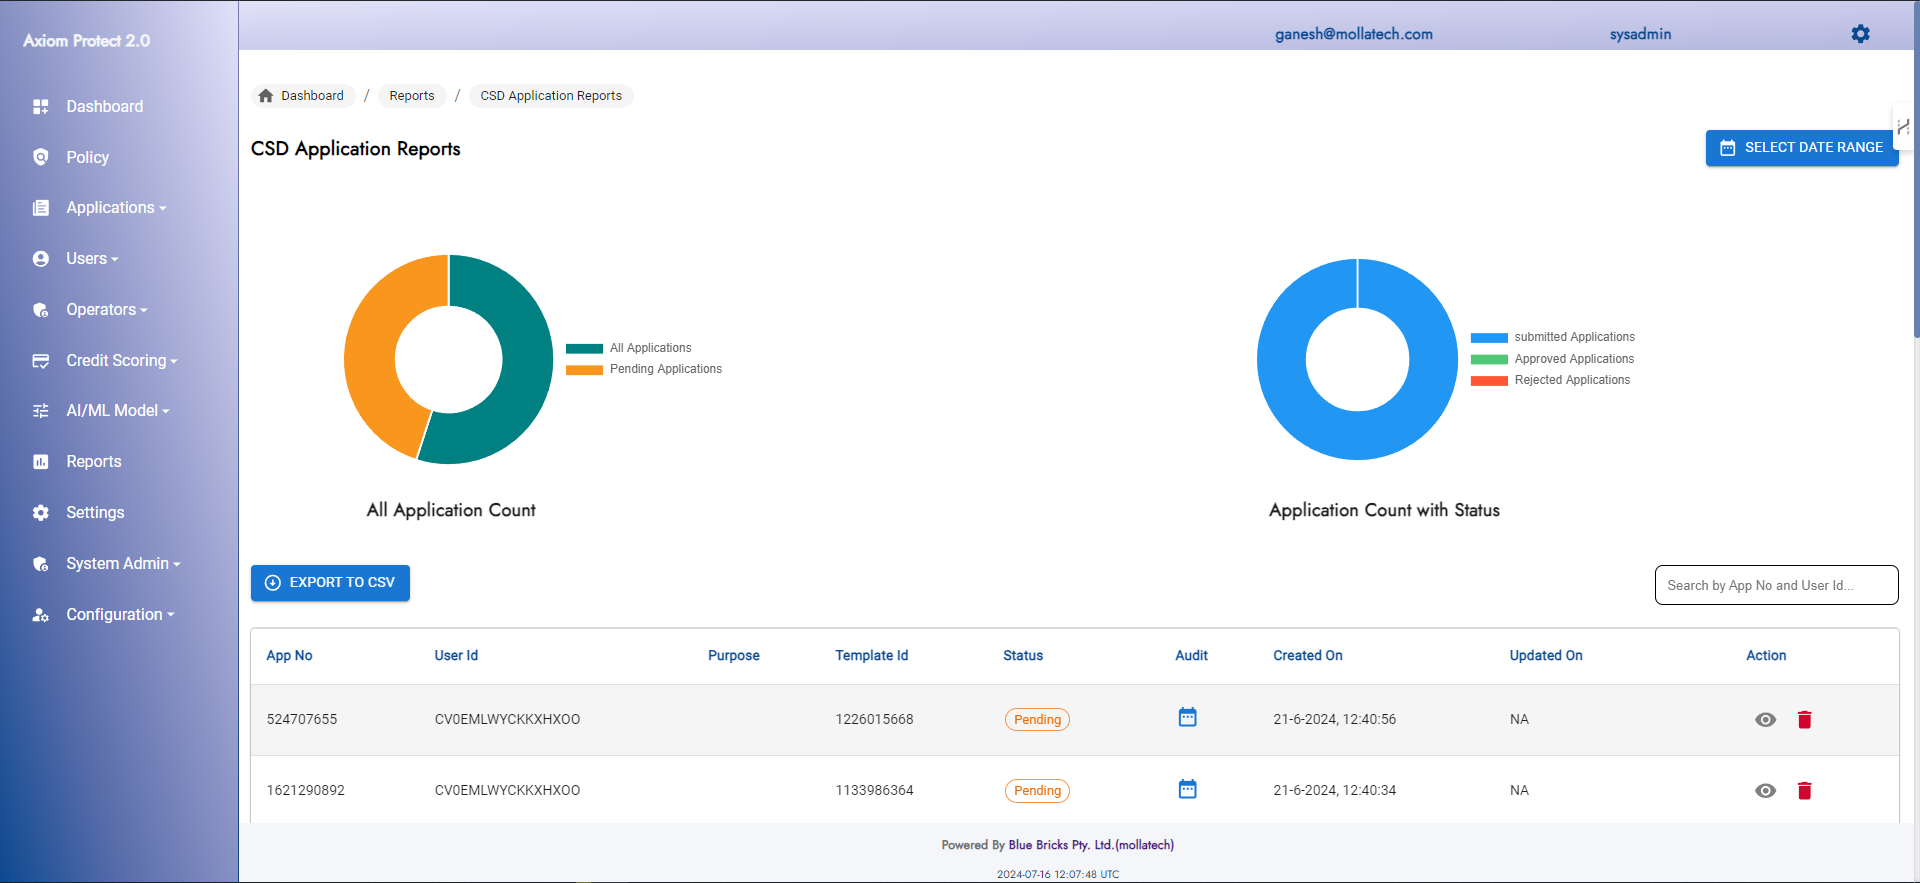 Axiom Protect 2.0
ganesh@mollatech.com
sysadmin
Dashboard
Policy
Applications
Users
Operators
Credit Scoring
AI/ML Model
Reports
Settings
System Admin
Configuration
Dashboard / Reports / CSD Application Reports
CSD Application Reports
SELECT DATE RANGE
All Applications
Pending Applications
All Application Count
submitted Applications
Approved Applications
Rejected Applications
Application Count with Status
EXPORT TO CSV
Search by App No and User Id...
App No User Id Purpose Template Id Status Audit Created On Updated On Action
524707655 CV0EMLWYCKKXHXOO 1226015668 Pending 21-6-2024, 12:40:56 NA
1621290892 CV0EMLWYCKKXHXOO 1133986364 Pending 21-6-2024, 12:40:34 NA
Powered By Blue Bricks Pty. Ltd.(mollatech)
2024-07-16 12:07:48 UTC